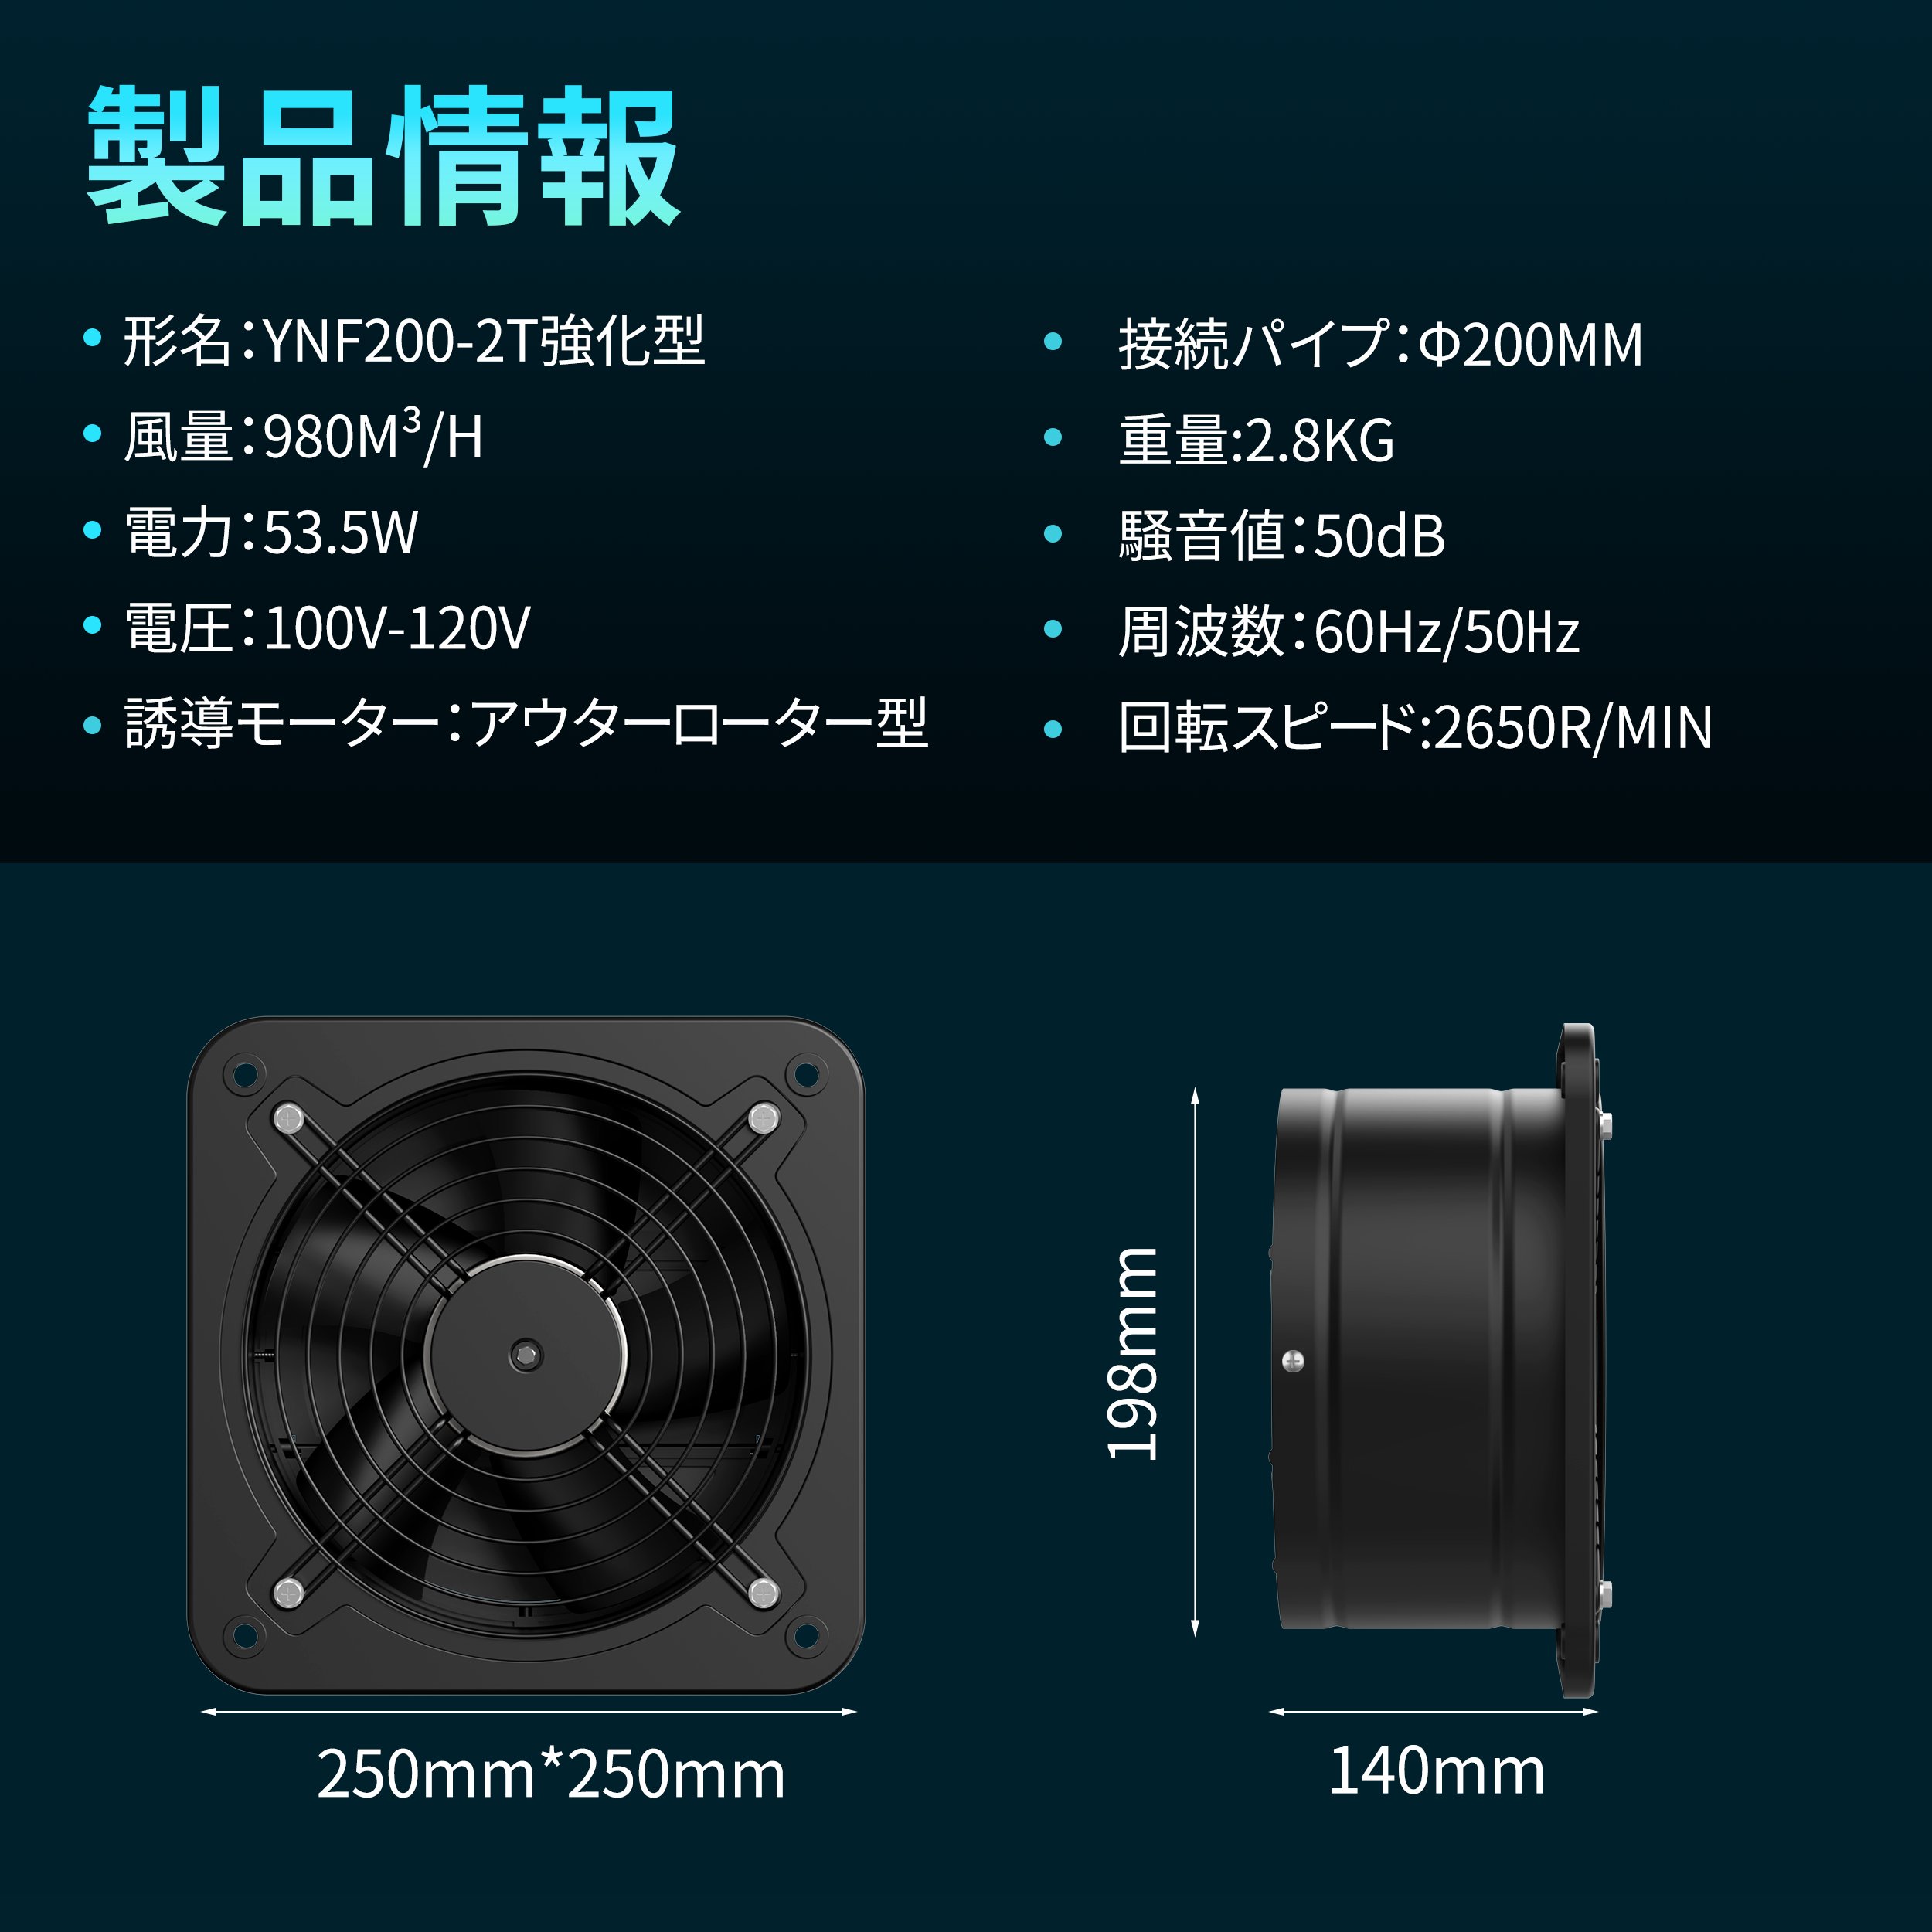 製品情報
形名：YNF200-2T強化型
風量：980M³/H
電力：53.5W
電圧：100V-120V
誘導モーター：アウターローター型
接続パイプ：Φ200MM
重量:2.8KG
騒音値：50dB
周波数：60Hz/50Hz
回転スピード:2650R/MIN
250mm*250mm
198mm
140mm